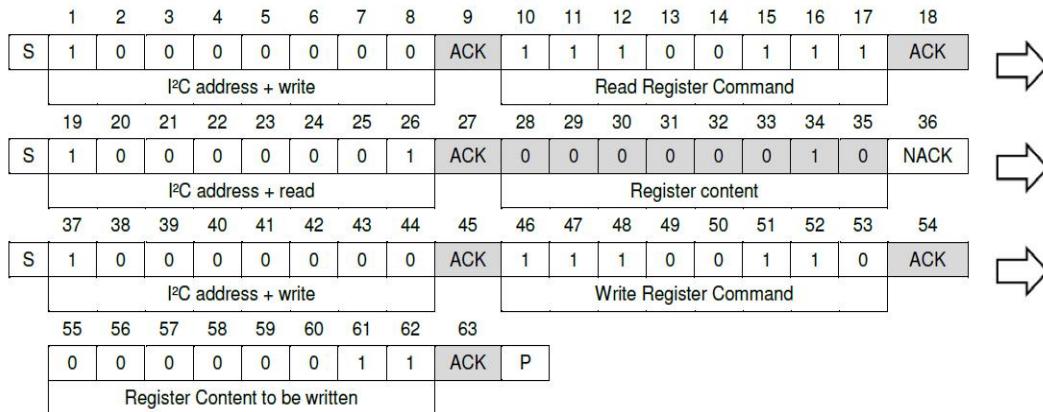 1 2 3 4 5 6 7 8 9 10 11 12 13 14 15 16 17 18
S 1 0 0 0 0 0 0 0 ACK 1 1 1 0 0 1 1 1 ACK
I²C address + write Read Register Command
19 20 21 22 23 24 25 26 27 28 29 30 31 32 33 34 35 36
S 1 0 0 0 0 0 0 1 ACK 0 0 0 0 0 0 1 0 NACK
I²C address + read Register content
37 38 39 40 41 42 43 44 45 46 47 48 49 50 51 52 53 54
S 1 0 0 0 0 0 0 0 ACK 1 1 1 0 0 1 1 0 ACK
I²C address + write Write Register Command
55 56 57 58 59 60 61 62 63
0 0 0 0 0 0 1 1 ACK P
Register Content to be written